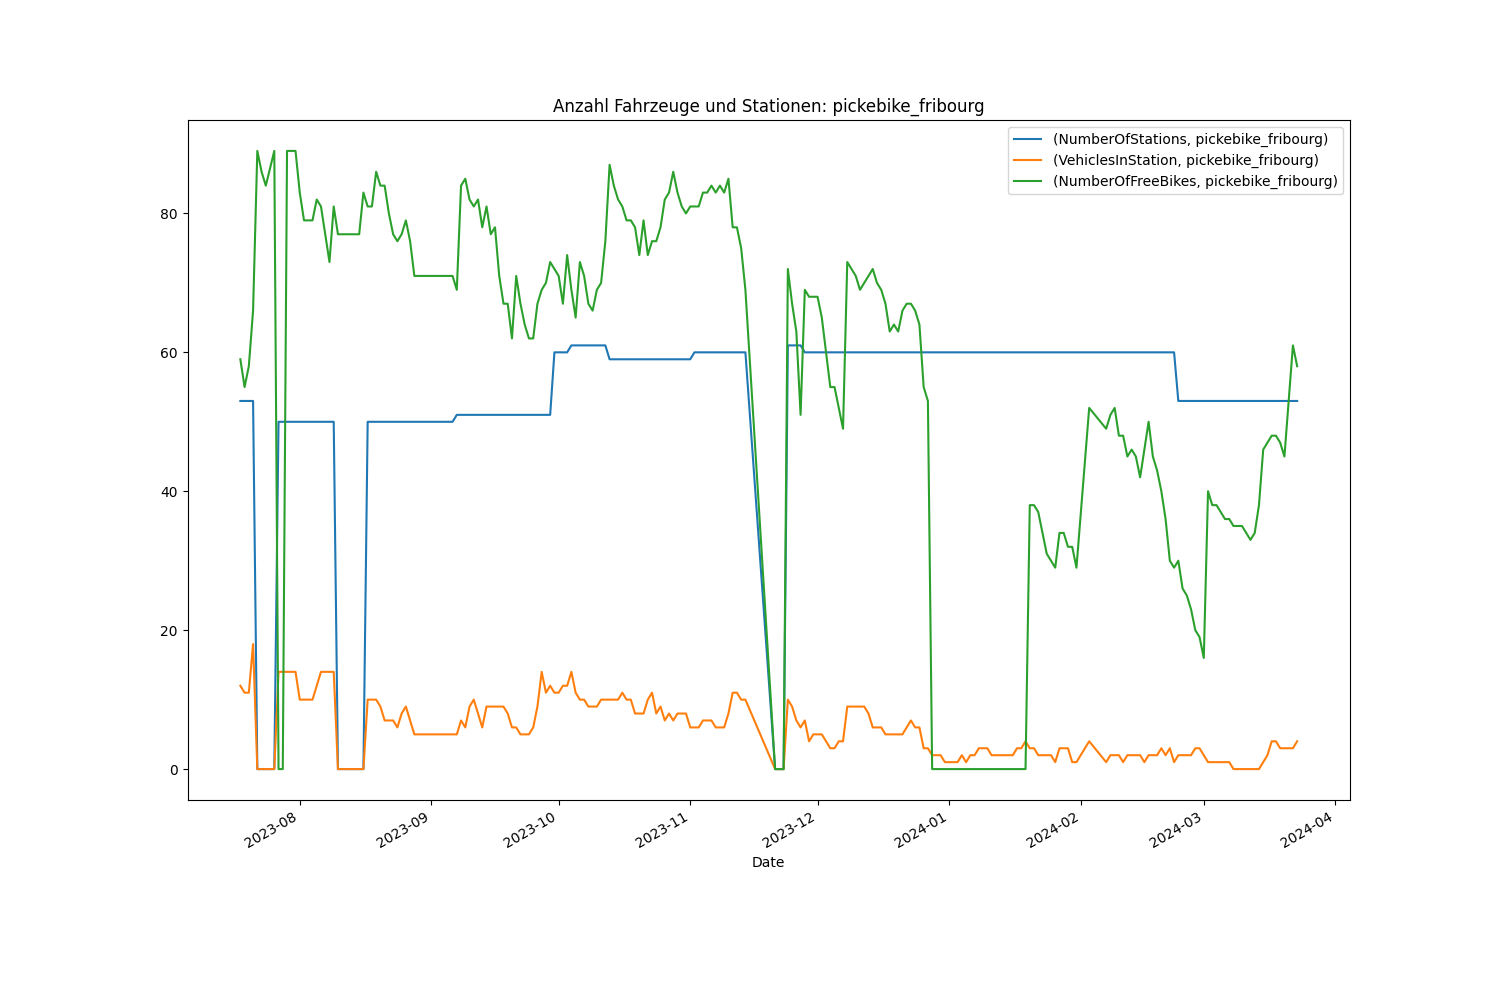 Anzahl Fahrzeuge und Stationen: pickebike_fribourg
(NumberOfStations, pickebike_fribourg)
(VehiclesInStation, pickebike_fribourg)
(NumberOfFreeBikes, pickebike_fribourg)
80
60
40
20
0
2023-08 2023-09 2023-10 2023-11 2023-12 2024-01 2024-02 2024-03 2024-04
Date